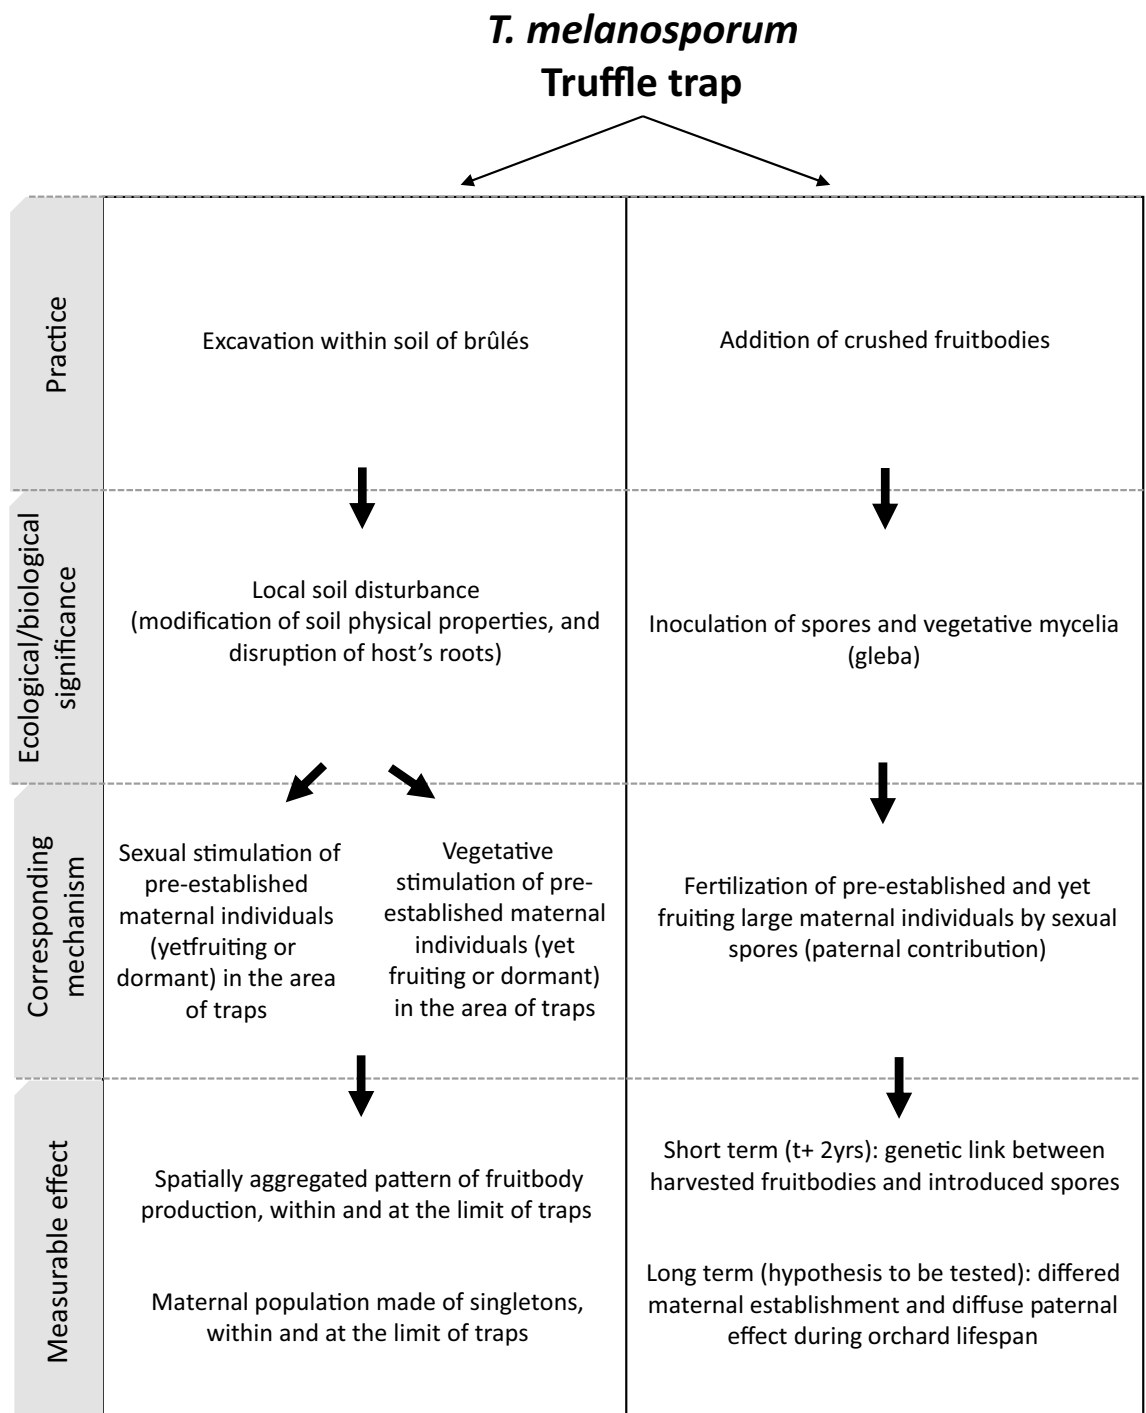 T. melanosporum
Truffle trap
Practice
Excavation within soil of brûlés
Addition of crushed fruitbodies
Ecological/biological
significance
Local soil disturbance
(modification of soil physical properties, and
disruption of host's roots)
Inoculation of spores and vegetative mycelia
(gleba)
Corresponding
mechanism
Sexual stimulation of
pre-established
maternal individuals
(yetfruiting or
dormant) in the area
of traps
Vegetative
stimulation of pre-
established maternal
individuals (yet
fruiting or dormant)
in the area of traps
Fertilization of pre-established and yet
fruiting large maternal individuals by sexual
spores (paternal contribution)
Measurable effect
Spatially aggregated pattern of fruitbody
production, within and at the limit of traps
Maternal population made of singletons,
within and at the limit of traps
Short term (t+ 2yrs): genetic link between
harvested fruitbodies and introduced spores
Long term (hypothesis to be tested): differed
maternal establishment and diffuse paternal
effect during orchard lifespan